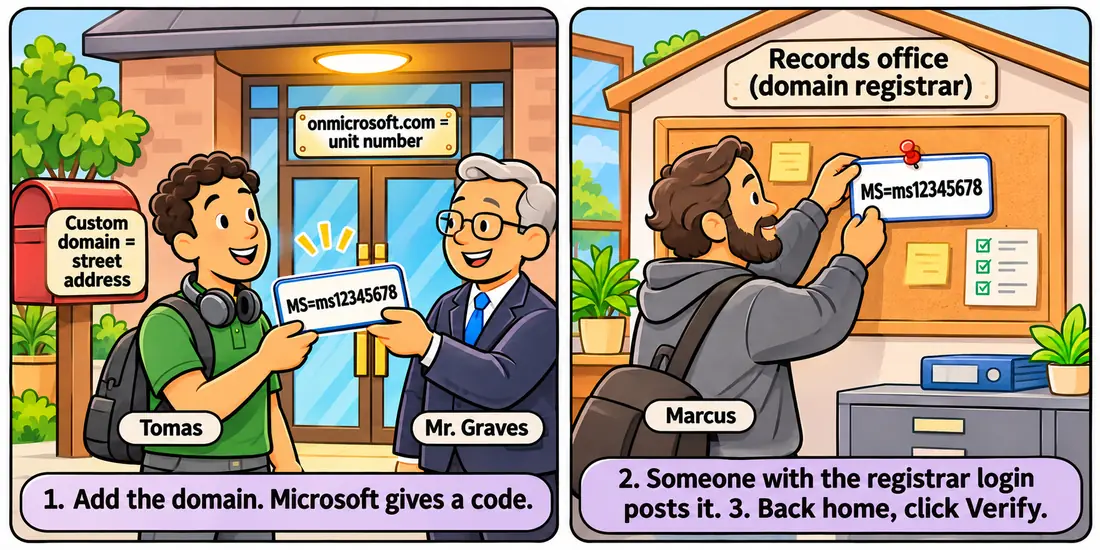 onmicrosoft.com =
unit number
Custom
domain =
street
address
MS=ms12345678
Tomas
Mr. Graves
1. Add the domain. Microsoft gives a code.
Records office
(domain registrar)
MS=ms12345678
Marcus
2. Someone with the registrar login
posts it. 3. Back home, click Verify.